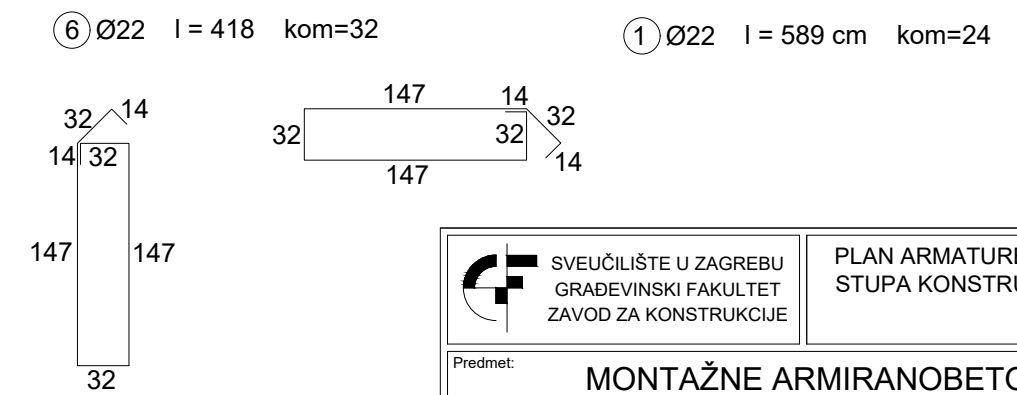 6 Ø22 l = 418 kom=32
1 Ø22 l = 589 cm kom=24
32 14
14 32
147 147
32
147 14 32
32 32
14
147
SVEUČILIŠTE U ZAGREBU
GRAĐEVINSKI FAKULTET
ZAVOD ZA KONSTRUKCIJE
PLAN ARMATURE
STUPA KONSTRU
Predmet:
MONTAŽNE ARMIRANOBETO